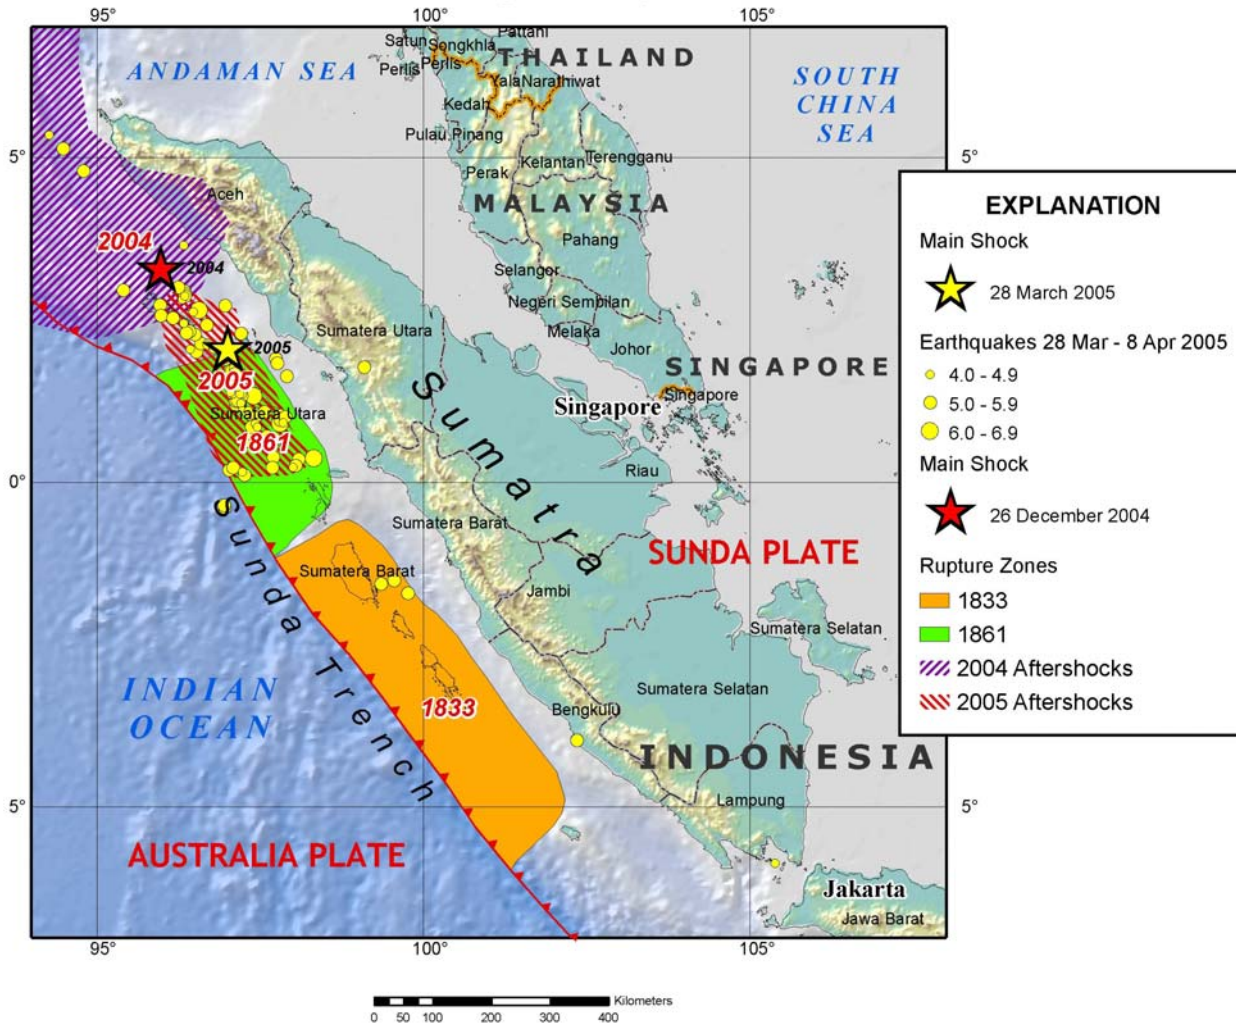 95°
100°
105°
Pattani
Satun
Songkhla
THAILAND
Perlis
Perlis
ANDAMAN SEA
Yala
Narathiwat
SOUTH
CHINA
SEA
Kedah
Pulau Pinang
5°
Kelantan
Terengganu
5°
Perak
Aceh
MALAYSIA
EXPLANATION
Main Shock
28 March 2005
Earthquakes 28 Mar - 8 Apr 2005
4.0 - 4.9
5.0 - 5.9
6.0 - 6.9
Main Shock
26 December 2004
Rupture Zones
1833
1861
2004 Aftershocks
2005 Aftershocks
2004
2004
Pahang
Selangor
Negeri Sembilan
Melaka
Sumatera Utara
Johor
2005
2005
SINGAPORE
Singapore
Singapore
Sumatera Utara
1861
Sumatra
Riau
0°
0°
Sunda Trench
Sumatera Barat
SUNDA PLATE
Sumatera Barat
Jambi
Sumatera Selatan
INDIAN
OCEAN
Sumatera Selatan
1833
Bengkulu
INDONESIA
Lampung
5°
5°
AUSTRALIA PLATE
Jakarta
Jawa Barat
95°
100°
105°
Kilometers
0 50 100 200 300 400